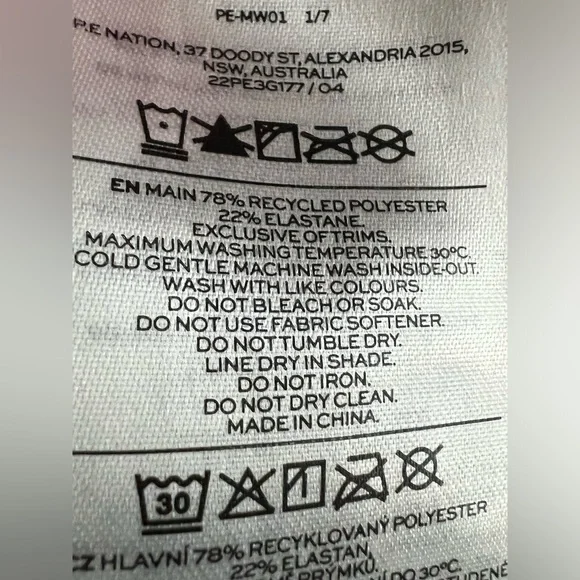 PE-MW01 1/7
P.E NATION, 37 DOODY ST, ALEXANDRIA 2015,
NSW, AUSTRALIA
22PE3G177 / 04
EN MAIN 78% RECYCLED POLYESTER
22% ELASTANE.
EXCLUSIVE OF TRIMS.
MAXIMUM WASHING TEMPERATURE 30ºC.
COLD GENTLE MACHINE WASH INSIDE-OUT.
WASH WITH LIKE COLOURS.
DO NOT BLEACH OR SOAK.
DO NOT USE FABRIC SOFTENER.
DO NOT TUMBLE DRY.
LINE DRY IN SHADE.
DO NOT IRON.
DO NOT DRY CLEAN.
MADE IN CHINA.
30
CZ HLAVNÍ 78% RECYKLOVANÝ POLYESTER
22% ELASTAN,
DO 30ºC.